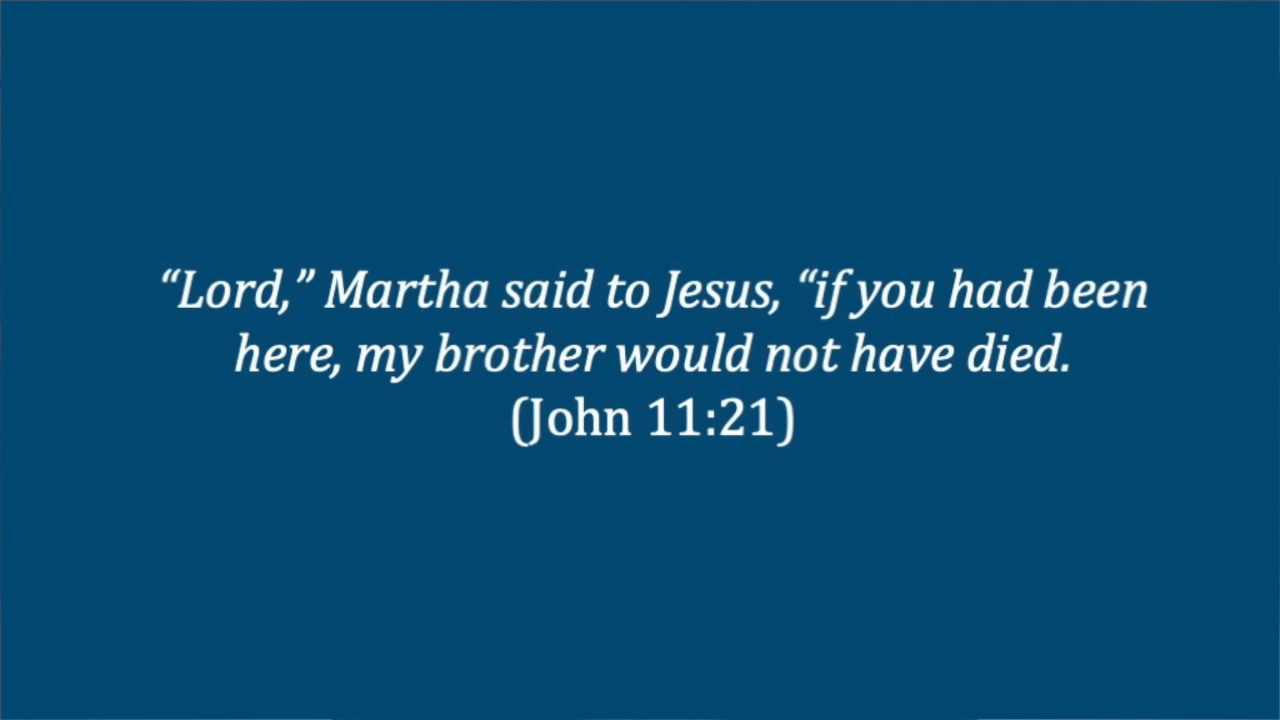 “Lord,” Martha said to Jesus, “if you had been
here, my brother would not have died.
(John 11:21)